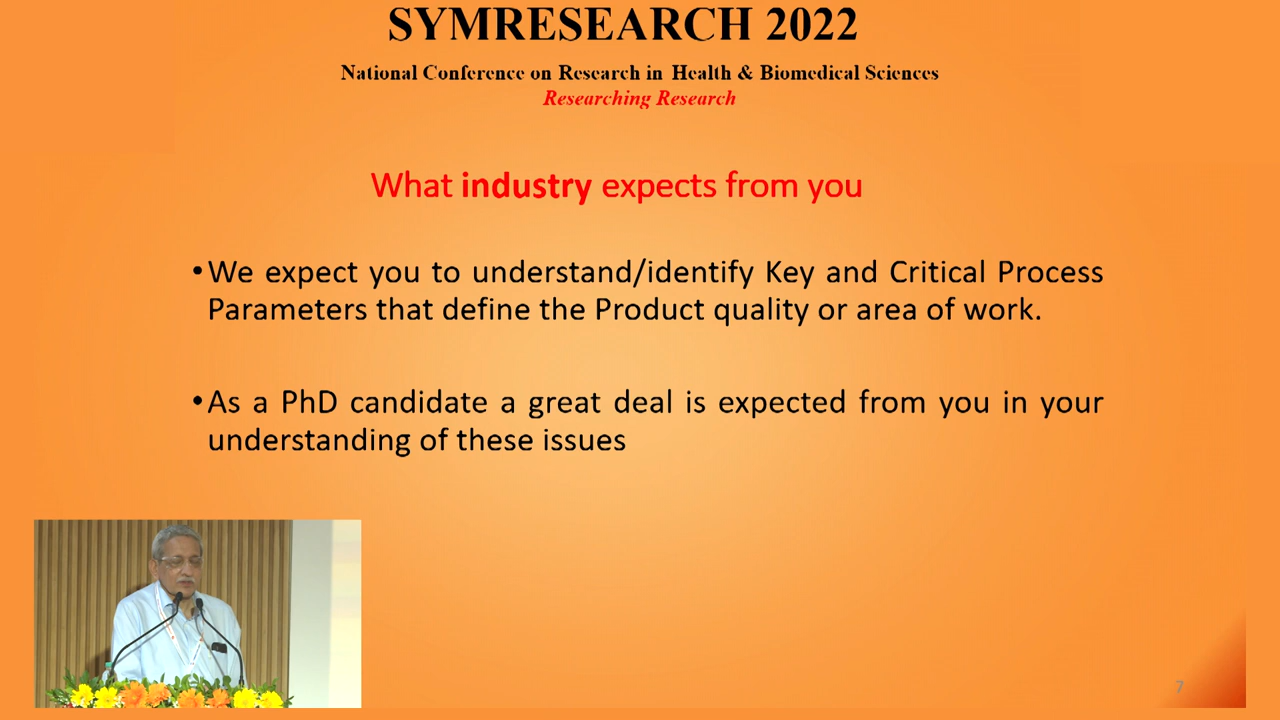 SYMRESEARCH 2022
National Conference on Research in Health & Biomedical Sciences
Researching Research
What industry expects from you
• We expect you to understand/identify Key and Critical Process
Parameters that define the Product quality or area of work.
• As a PhD candidate a great deal is expected from you in your
understanding of these issues
7